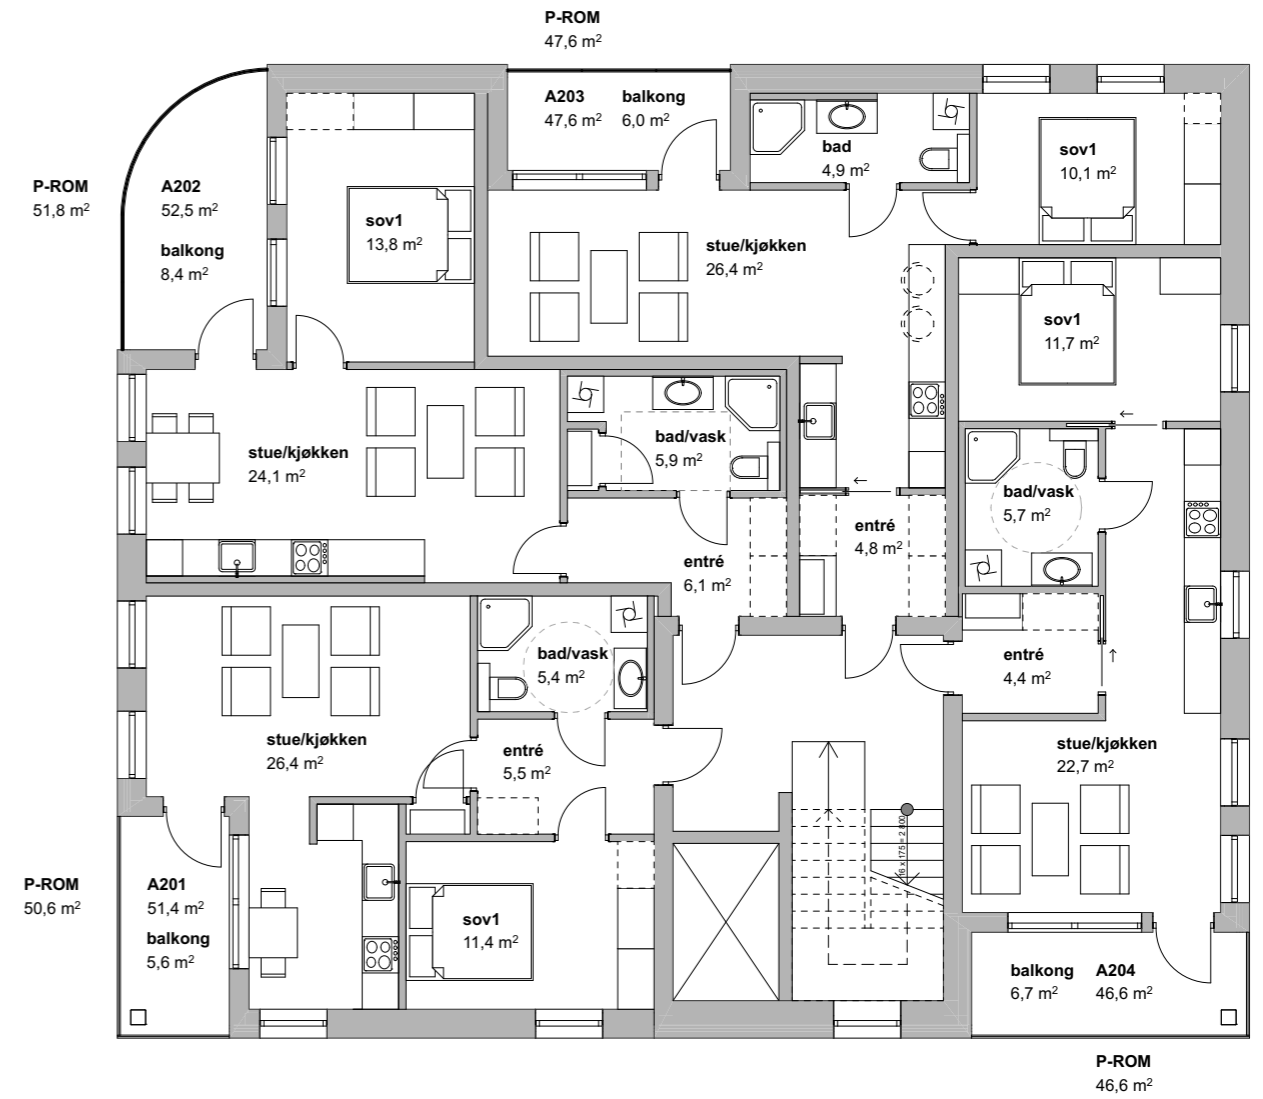 P-ROM
47,6 m²
A203
47,6 m²
balkong
6,0 m²
bad
4,9 m²
sov1
10,1 m²
P-ROM
51,8 m²
A202
52,5 m²
balkong
8,4 m²
sov1
13,8 m²
stue/kjøkken
26,4 m²
sov1
11,7 m²
stue/kjøkken
24,1 m²
bad/vask
5,9 m²
bad/vask
5,7 m²
entré
6,1 m²
entré
4,8 m²
bad/vask
5,4 m²
entré
4,4 m²
stue/kjøkken
26,4 m²
entré
5,5 m²
stue/kjøkken
22,7 m²
16 x 175 = 2 800
P-ROM
50,6 m²
A201
51,4 m²
balkong
5,6 m²
sov1
11,4 m²
balkong
6,7 m²
A204
46,6 m²
P-ROM
46,6 m²